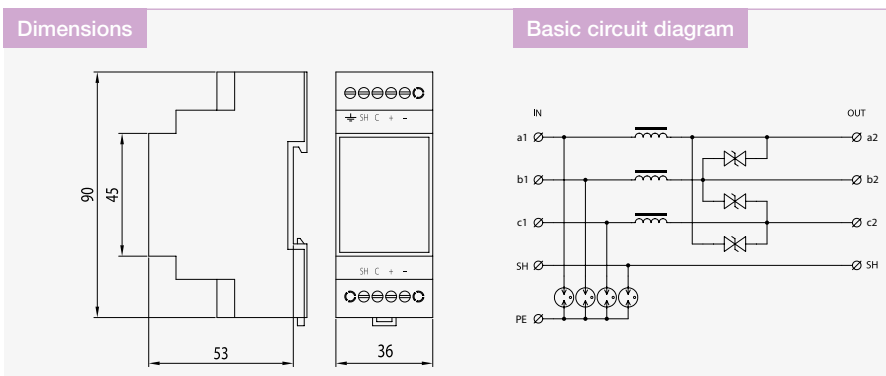 Dimensions
Basic circuit diagram
90
45
53
⏚ SH C + -
SH C + -
36
IN OUT
a1 a2
b1 b2
c1 c2
SH SH
PE